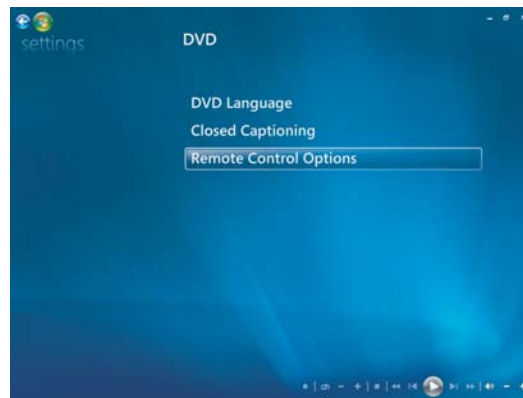 settings
DVD
DVD Language
Closed Captioning
Remote Control Options